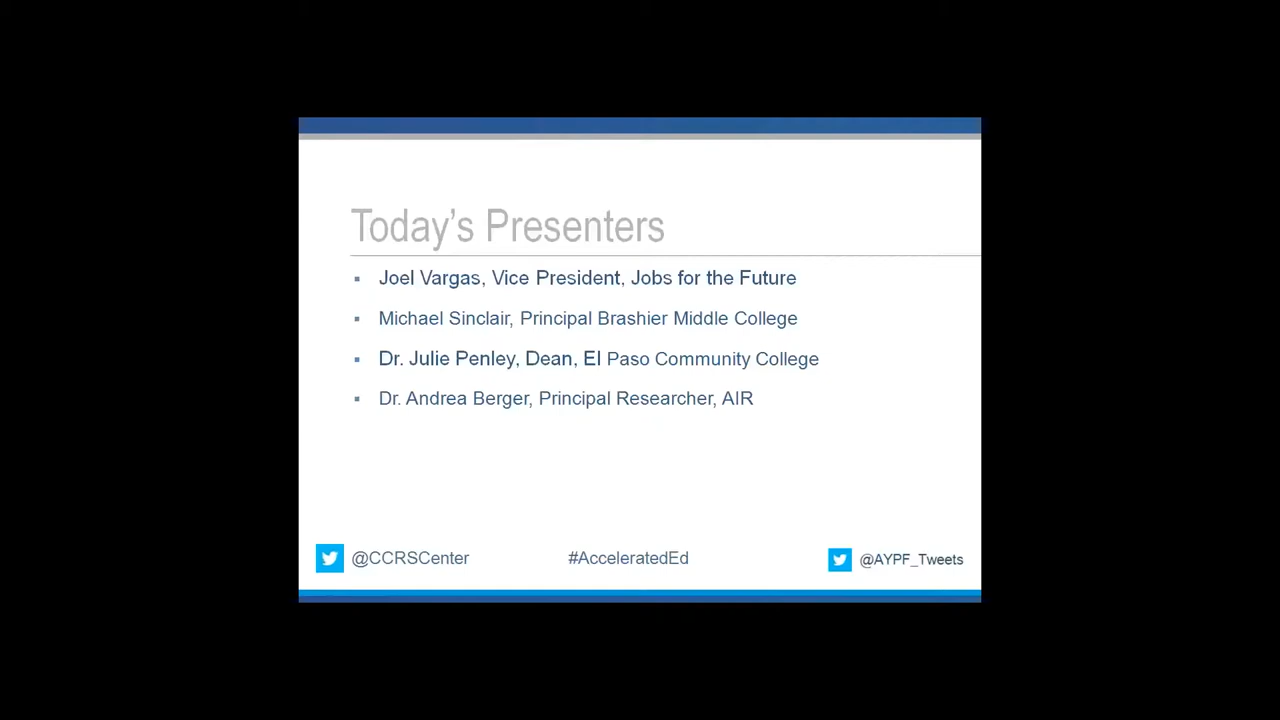 Today's Presenters
▪ Joel Vargas, Vice President, Jobs for the Future
▪ Michael Sinclair, Principal Brashier Middle College
▪ Dr. Julie Penley, Dean, El Paso Community College
▪ Dr. Andrea Berger, Principal Researcher, AIR
@CCRSCenter #AcceleratedEd @AYPF_Tweets